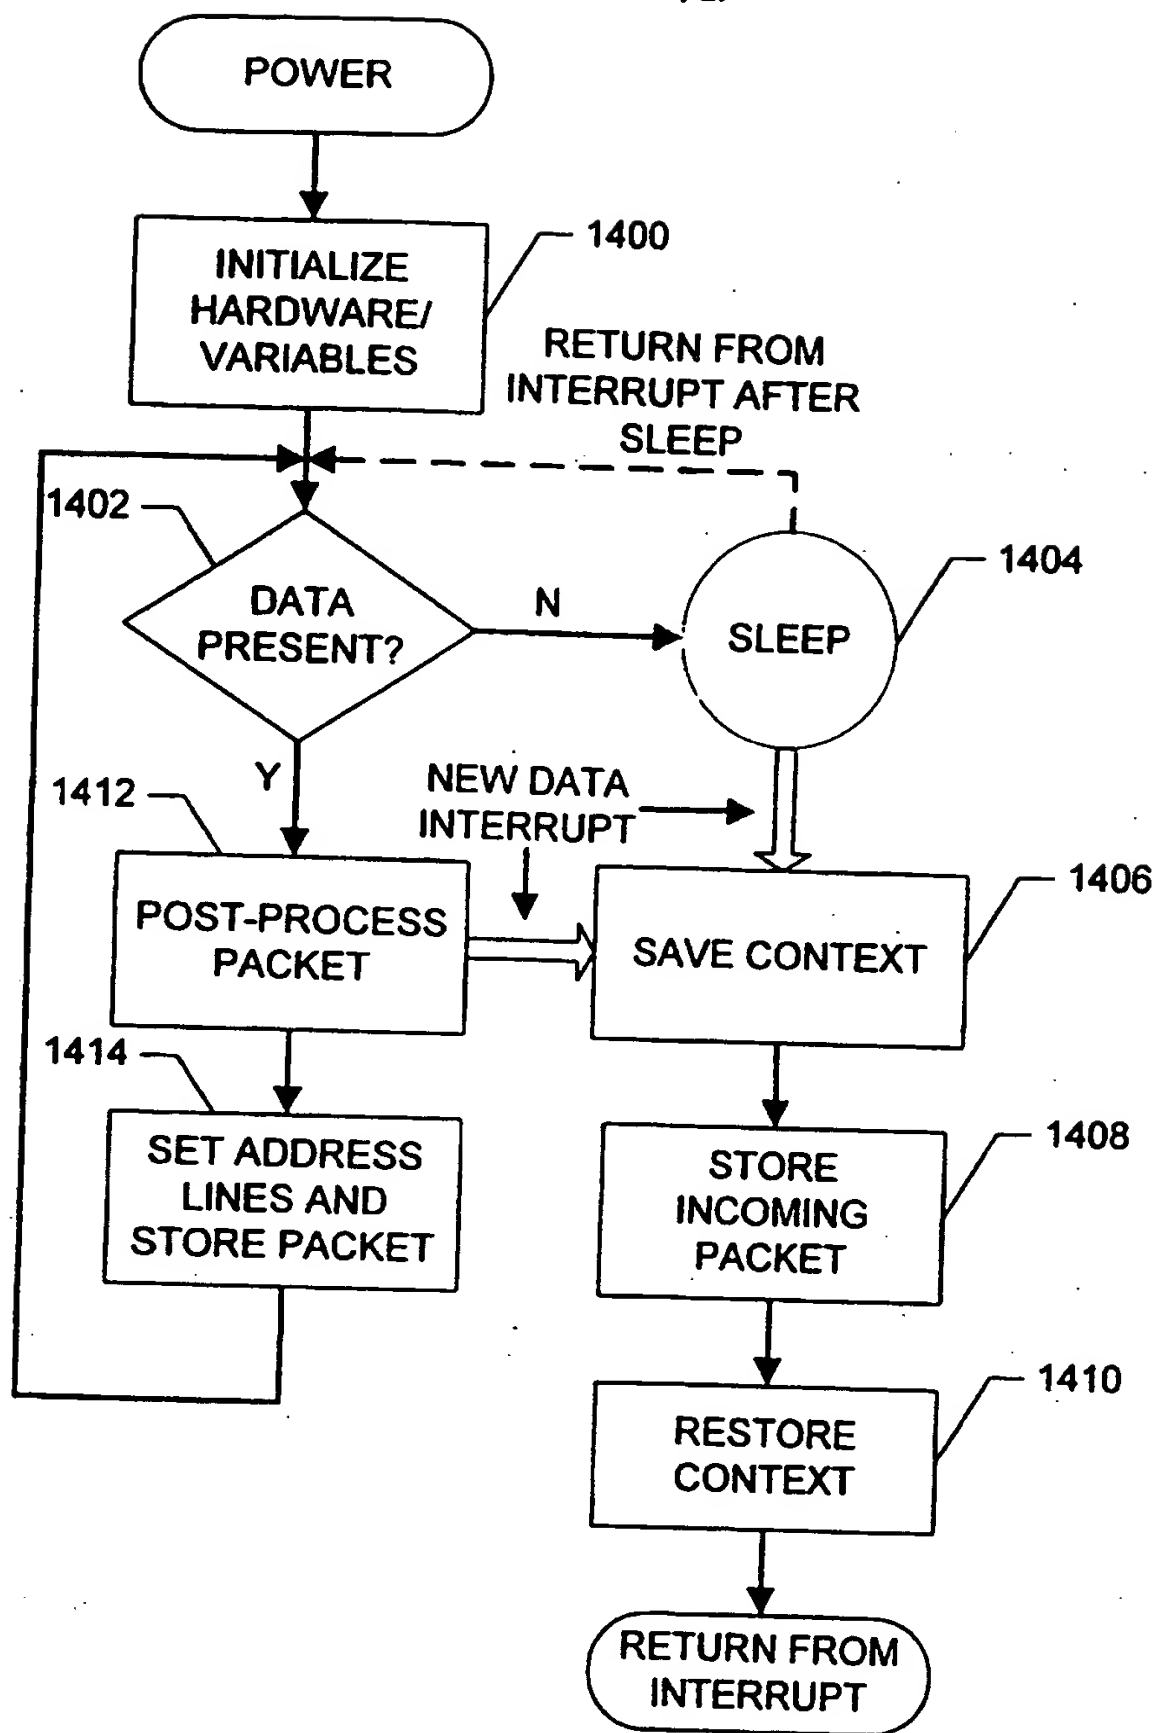 POWER
1400
INITIALIZE
HARDWARE/
VARIABLES
RETURN FROM
INTERRUPT AFTER
SLEEP
1402
DATA
PRESENT?
N
1404
SLEEP
Y
1412
NEW DATA
INTERRUPT
1406
POST-PROCESS
PACKET
SAVE CONTEXT
1414
SET ADDRESS
LINES AND
STORE PACKET
1408
STORE
INCOMING
PACKET
1410
RESTORE
CONTEXT
RETURN FROM
INTERRUPT